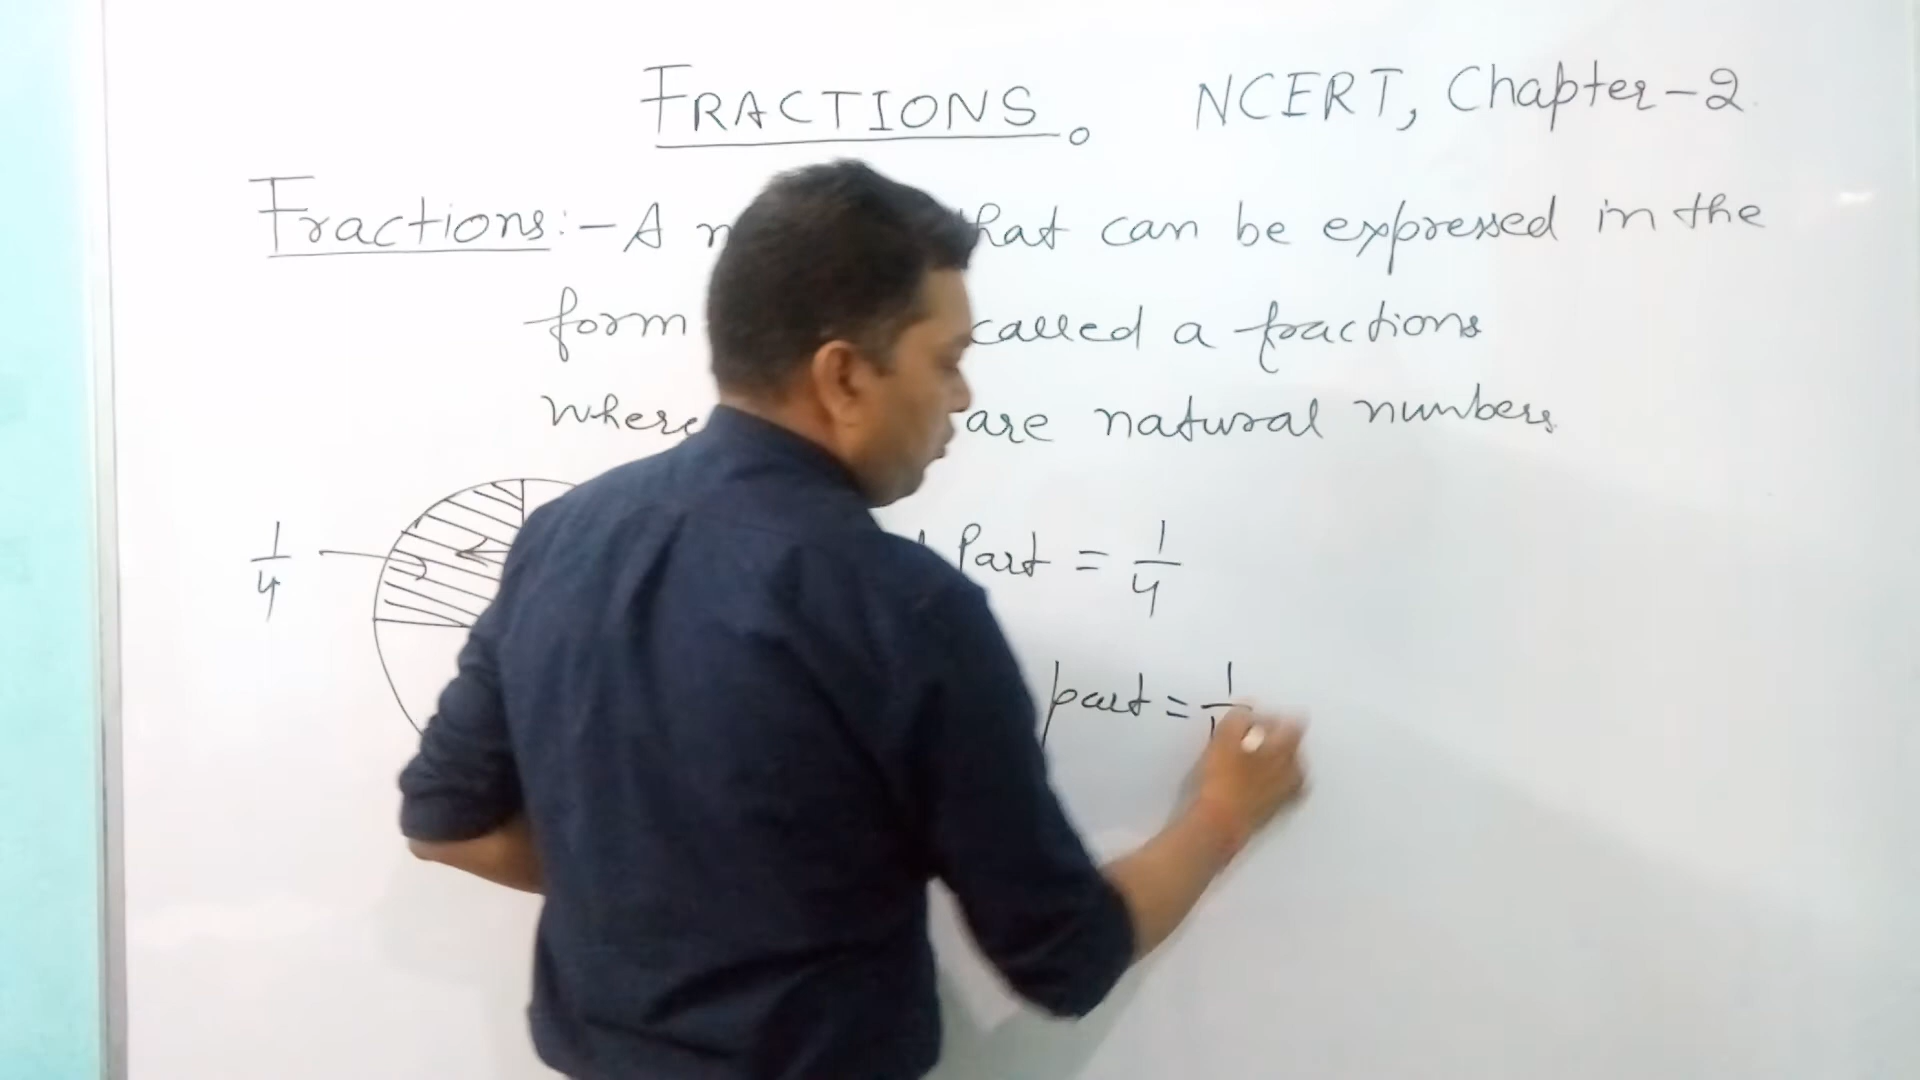 FRACTIONS. NCERT, Chapter-2
Fractions:- A that can be expressed in the
form called a fractions
where are natural numbers
1/4
Part = 1/4
part = 1